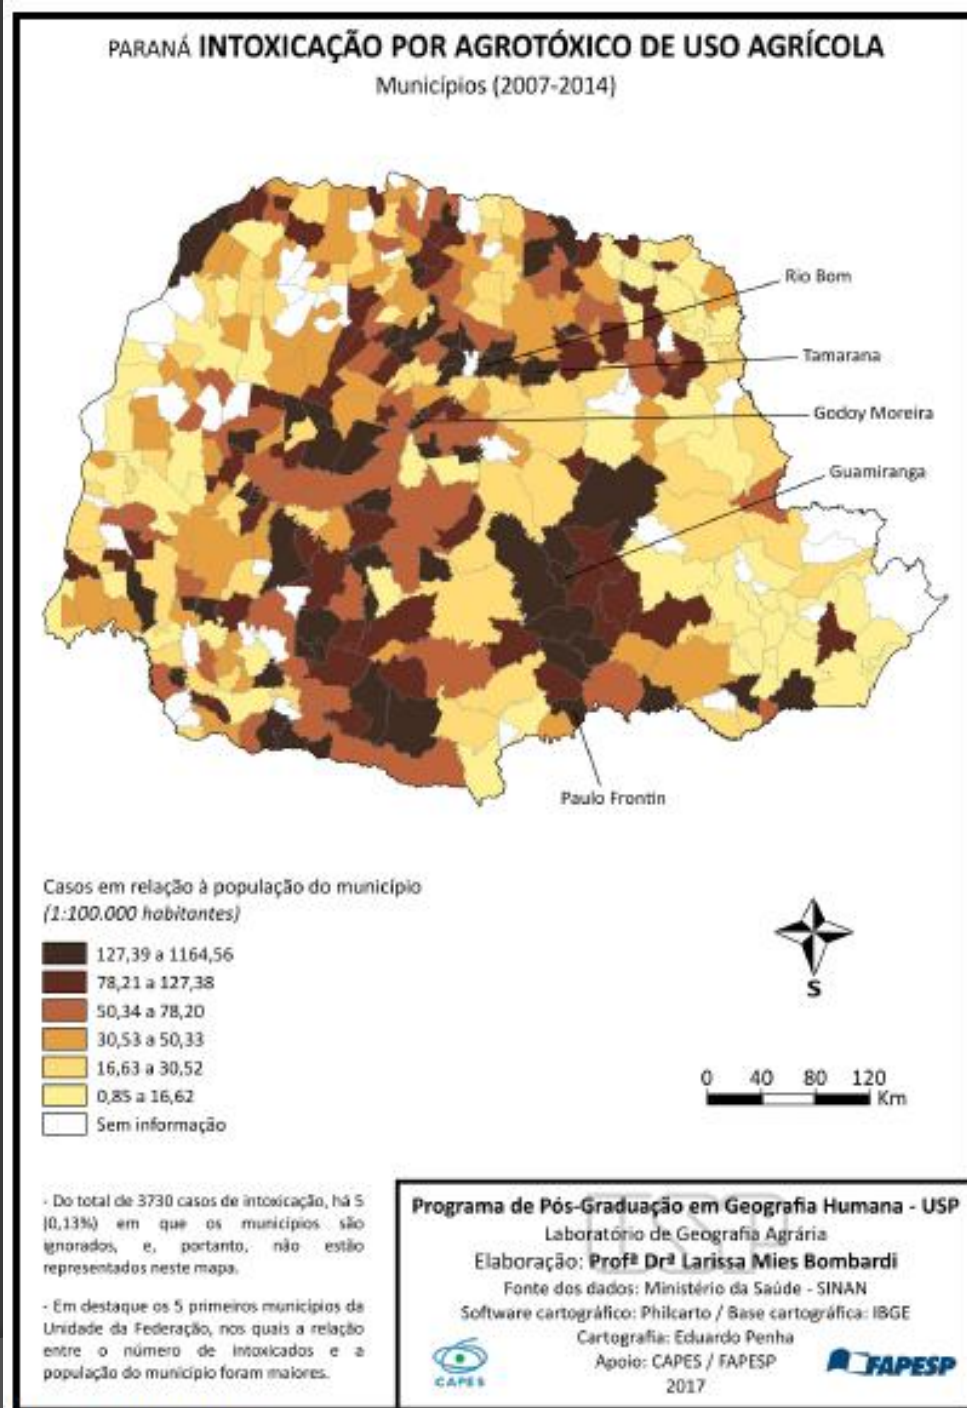 PARANÁ INTOXICAÇÃO POR AGROTÓXICO DE USO AGRÍCOLA
Municípios (2007-2014)
Rio Bom
Tamarana
Godoy Moreira
Guamiranga
Paulo Frontin
Casos em relação à população do município
(1:100.000 habitantes)
127,39 a 1164,56
78,21 a 127,38
50,34 a 78,20
30,53 a 50,33
16,63 a 30,52
0,85 a 16,62
Sem informação
S
0 40 80 120
Km
- Do total de 3730 casos de intoxicação, há 5
(0,13%) em que os municípios são
ignorados, e, portanto, não estão
representados neste mapa.
- Em destaque os 5 primeiros municípios da
Unidade da Federação, nos quais a relação
entre o número de intoxicados e a
população do município foram maiores.
USP
Programa de Pós-Graduação em Geografia Humana - USP
Laboratório de Geografia Agrária
Elaboração: Profª Drª Larissa Mies Bombardi
Fonte dos dados: Ministério da Saúde - SINAN
Software cartográfico: Philcarto / Base cartográfica: IBGE
Cartografia: Eduardo Penha
Apoio: CAPES / FAPESP
2017
CAPES
FAPESP